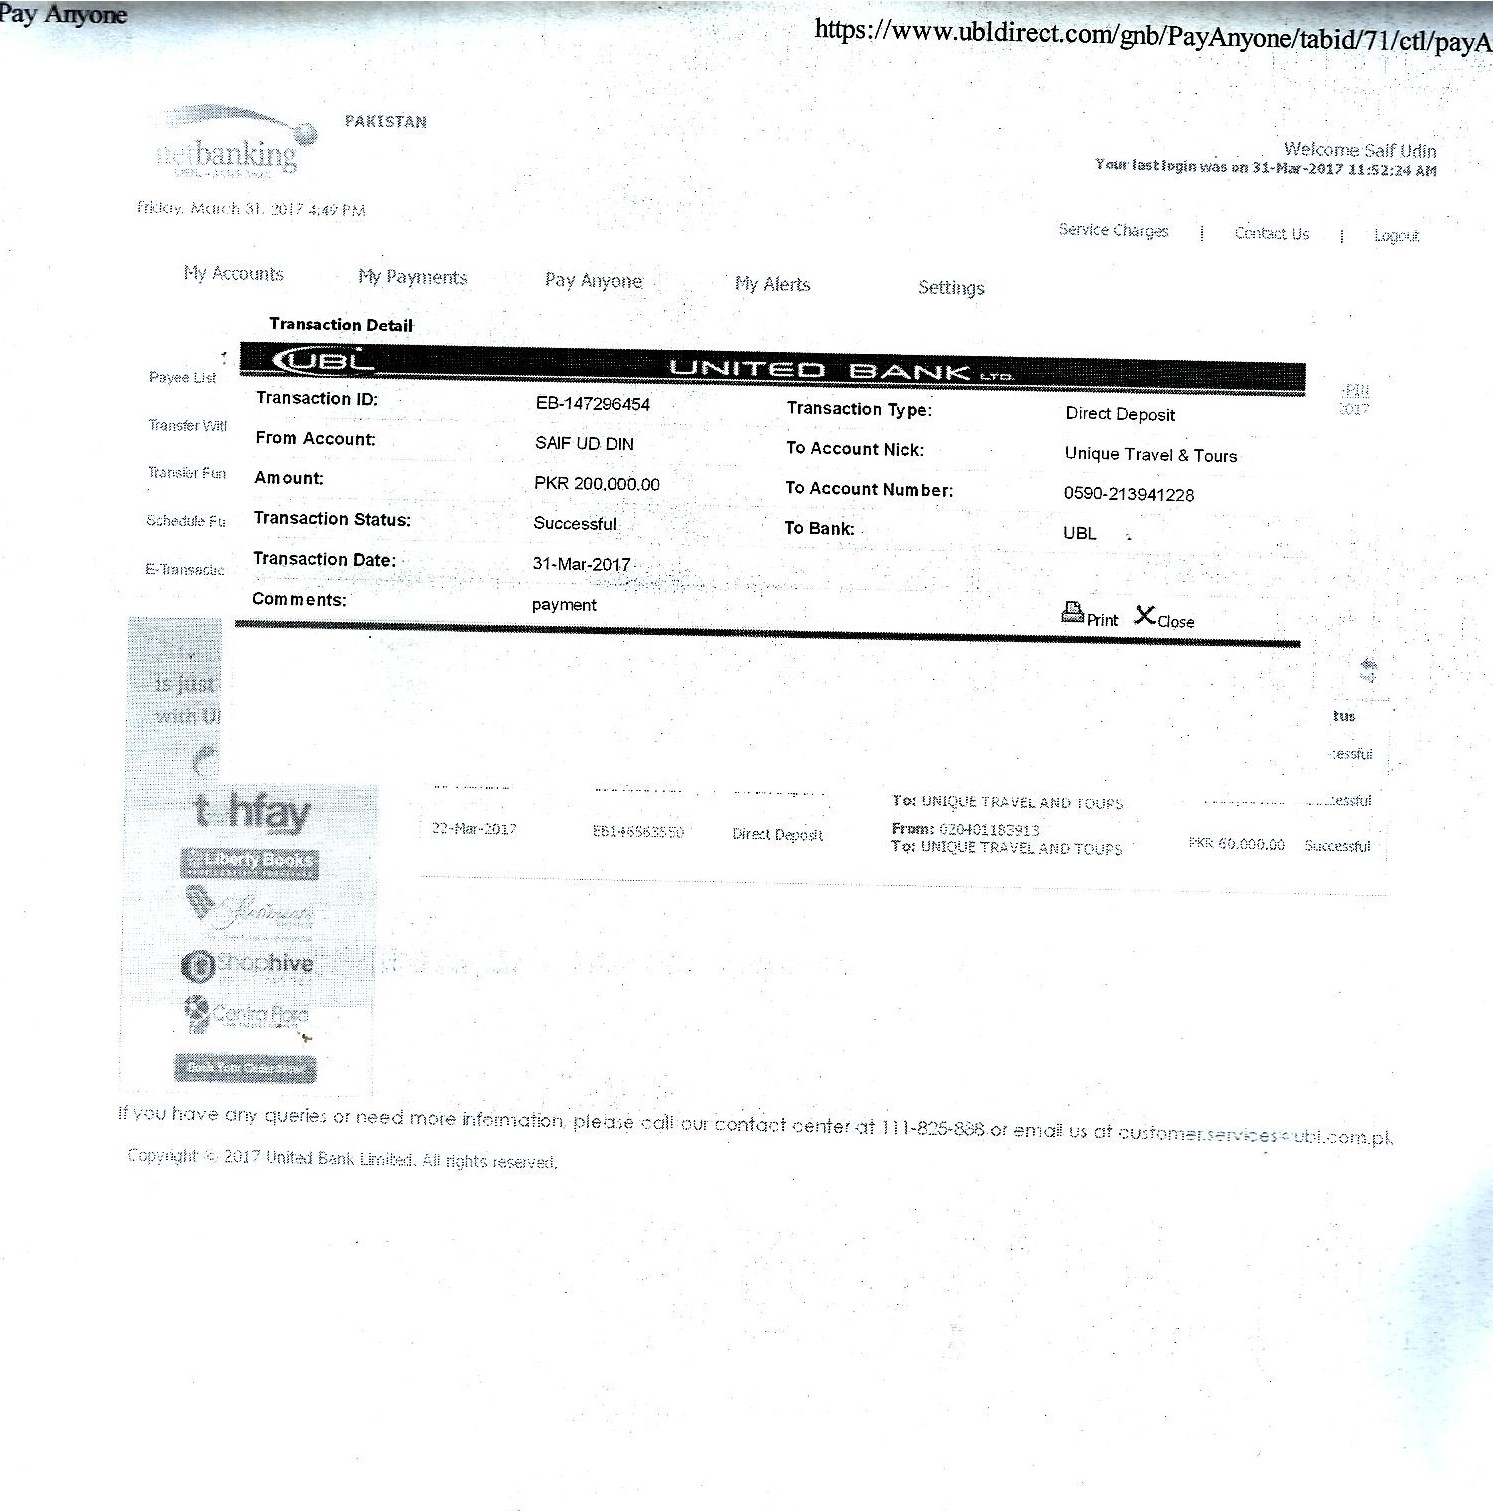 Pay Anyone
https://www.ubldirect.com/gnb/PayAnyone/tabid/71/ctl/payA
netbanking
PAKISTAN
Welcome Saif Udin
Your last login was on 31-Mar-2017 11:52:24 AM
Friday, March 31, 2017 4:49 PM
Service Charges | Contact Us | Logout
My Accounts My Payments Pay Anyone My Alerts Settings
Transaction Detail
UBL UNITED BANK LTD.
Payee List
2017
Transaction ID: EB-147296454 Transaction Type: Direct Deposit
Transfer Witl
From Account: SAIF UD DIN To Account Nick: Unique Travel & Tours
Transfer Fun
Amount: PKR 200,000.00 To Account Number: 0590-213941228
Schedule Fu
Transaction Status: Successful To Bank: UBL
E-Transactic
Transaction Date: 31-Mar-2017
Comments: payment
Print Close
is just
with U
tus
essful
To: UNIQUE TRAVEL AND TOURS
essful
22-Mar-2017 EB146563550 Direct Deposit From: 020401183913
To: UNIQUE TRAVEL AND TOURS PKR 60,000.00 Successful
tohfay
Liberty Books
Shophive
If you have any queries or need more information, please call our contact center at 111-825-888 or email us at customer.services@ubl.com.pk
Copyright © 2017 United Bank Limited. All rights reserved.